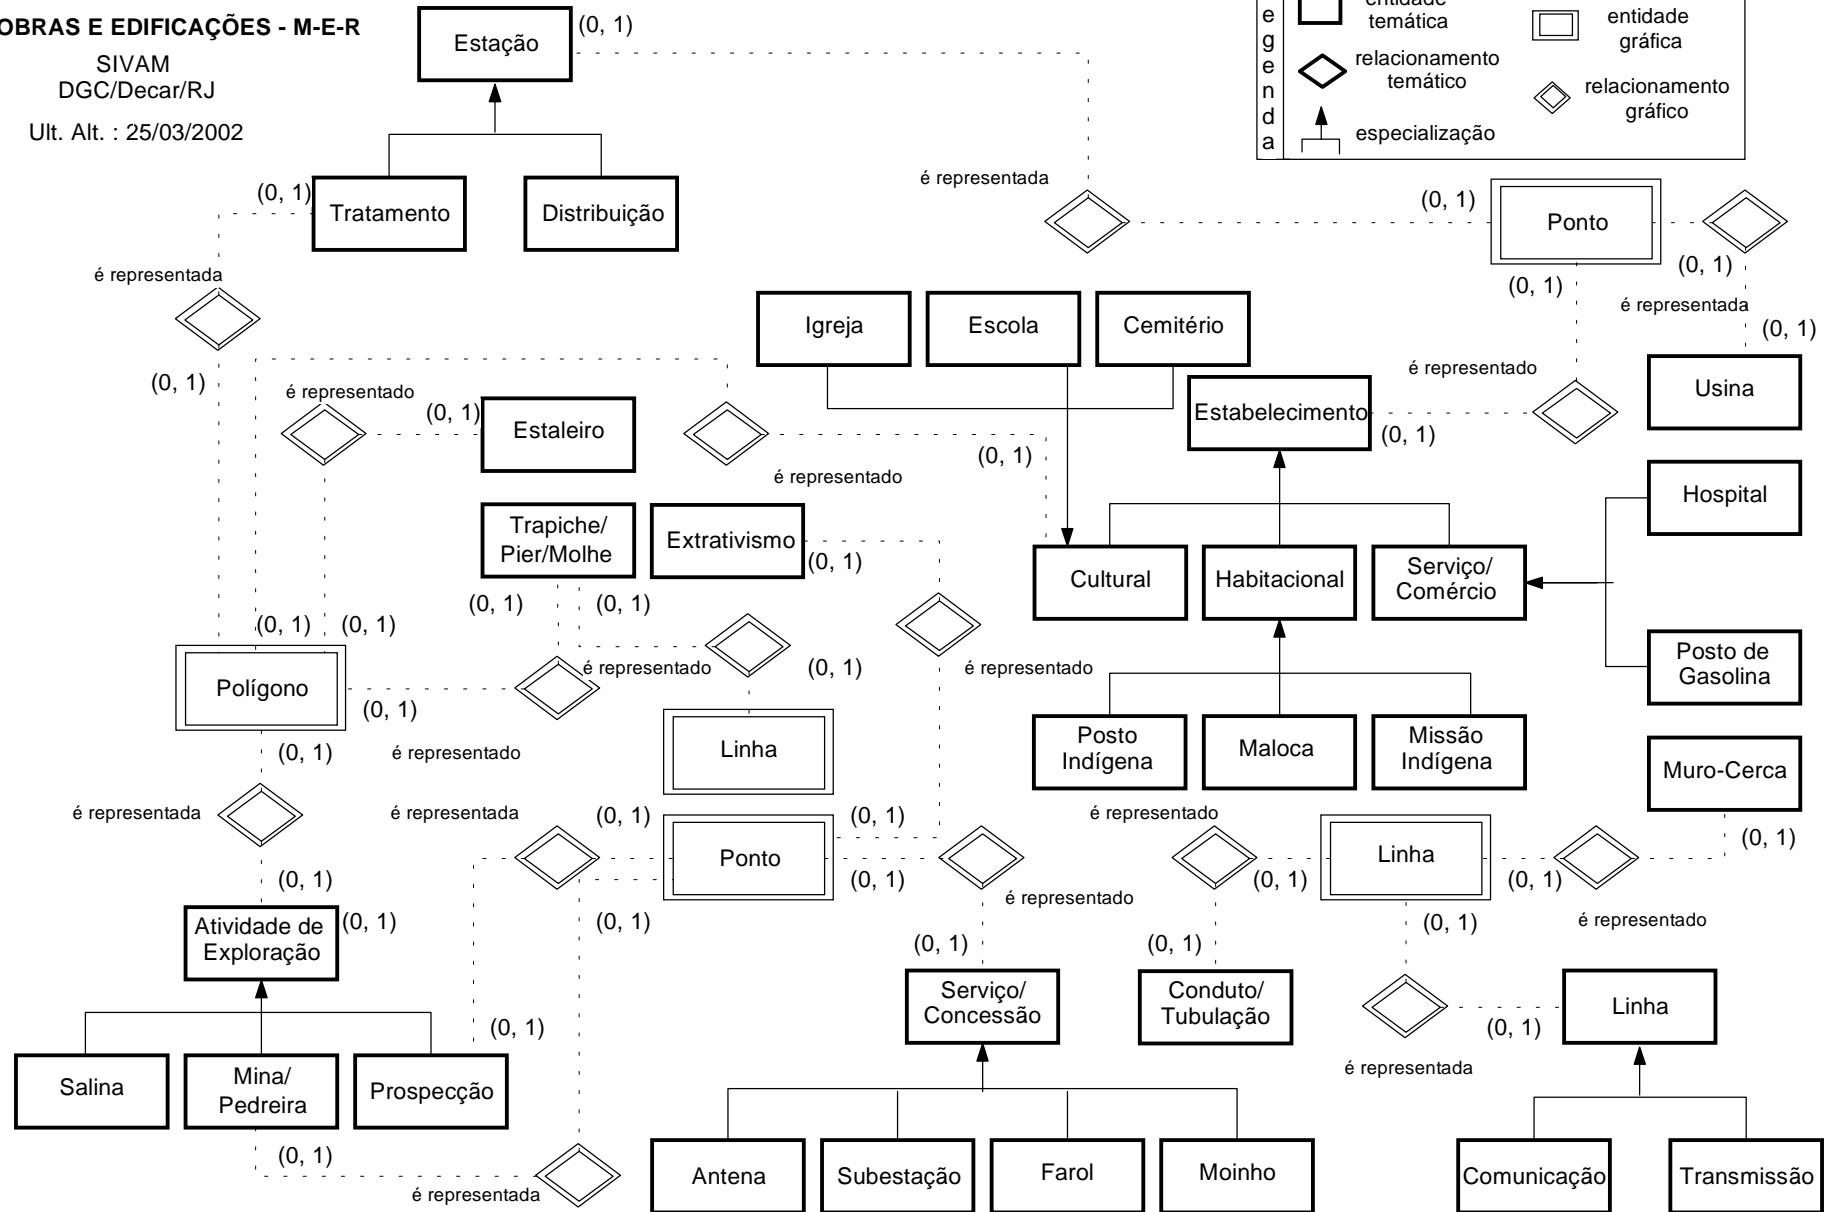 OBRAS E EDIFICAÇÕES - M-E-R
SIVAM
DGC/Decar/RJ
Ult. Alt. : 25/03/2002
Estação
(0, 1)
e
g
e
n
d
a
entidade
temática
entidade
gráfica
relacionamento
temático
relacionamento
gráfico
especialização
(0, 1)
Tratamento
Distribuição
é representada
(0, 1)
Ponto
(0, 1)
(0, 1)
é representada
(0, 1)
é representada
Igreja
Escola
Cemitério
(0, 1)
é representado
(0, 1)
Estaleiro
é representado
(0, 1)
Estabelecimento
(0, 1)
é representado
Usina
Hospital
Trapiche/
Pier/Molhe
Extrativismo
(0, 1)
Cultural
Habitacional
Serviço/
Comércio
(0, 1)
(0, 1)
(0, 1)
(0, 1)
é representado
(0, 1)
é representado
Polígono
(0, 1)
Posto de
Gasolina
(0, 1)
é representado
Linha
Posto
Indígena
Maloca
Missão
Indígena
Muro-Cerca
é representada
é representada
(0, 1)
(0, 1)
é representado
(0, 1)
Ponto
Linha
(0, 1)
(0, 1)
(0, 1)
(0, 1)
é representado
Atividade de
Exploração
(0, 1)
(0, 1)
(0, 1)
é representado
(0, 1)
(0, 1)
Serviço/
Concessão
Conduto/
Tubulação
Linha
(0, 1)
(0, 1)
é representada
Salina
Mina/
Pedreira
Prospecção
(0, 1)
é representada
Antena
Subestação
Farol
Moinho
Comunicação
Transmissão